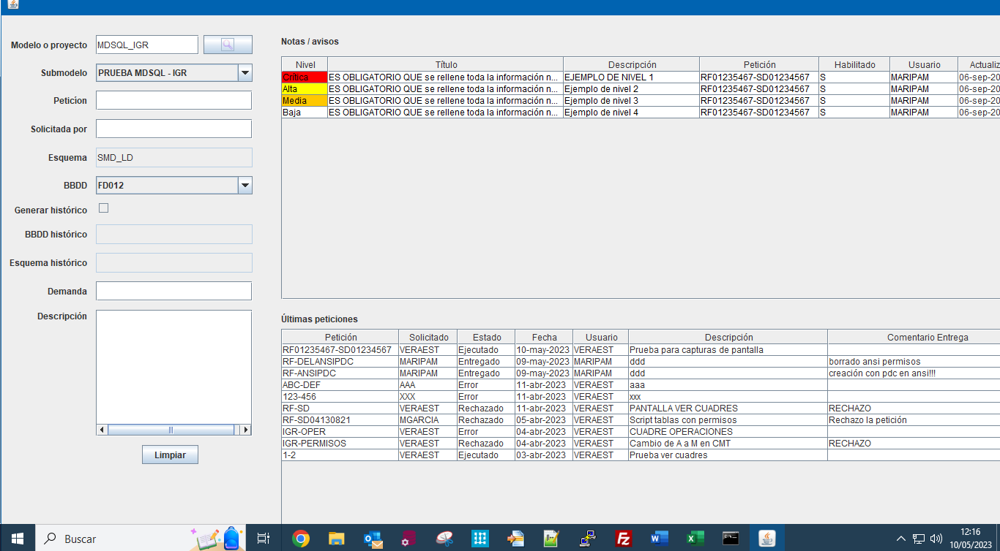 Modelo o proyecto MDSQL_IGR
Submodelo PRUEBA MDSQL - IGR
Peticion
Solicitada por
Esquema SMD_LD
BBDD FD012
Generar histórico
BBDD histórico
Esquema histórico
Demanda
Descripción
Limpiar
Notas / avisos
Nivel Título Descripción Petición Habilitado Usuario Actualiz
Crítica ES OBLIGATORIO QUE se rellene toda la información n... EJEMPLO DE NIVEL 1 RF01235467-SD01234567 S MARIPAM 06-sep-20
Alta ES OBLIGATORIO QUE se rellene toda la información n... Ejemplo de nivel 2 RF01235467-SD01234567 S MARIPAM 06-sep-20
Media ES OBLIGATORIO QUE se rellene toda la información n... Ejemplo de nivel 3 RF01235467-SD01234567 S MARIPAM 06-sep-20
Baja ES OBLIGATORIO QUE se rellene toda la información n... Ejemplo de nivel 4 RF01235467-SD01234567 S MARIPAM 06-sep-20
Últimas peticiones
Petición Solicitado Estado Fecha Usuario Descripción Comentario Entrega
RF01235467-SD01234567 VERAEST Ejecutado 10-may-2023 VERAEST Prueba para capturas de pantalla
RF-DELANSIPDC MARIPAM Entregado 09-may-2023 MARIPAM ddd borrado ansi permisos
RF-ANSIPDC MARIPAM Entregado 09-may-2023 MARIPAM ddd creación con pdc en ansi!!!
ABC-DEF AAA Error 11-abr-2023 VERAEST aaa
123-456 XXX Error 11-abr-2023 VERAEST xxx
RF-SD VERAEST Rechazado 11-abr-2023 VERAEST PANTALLA VER CUADRES RECHAZO
RF-SD04130821 MGARCIA Rechazado 05-abr-2023 VERAEST Script tablas con permisos Rechazo la petición
IGR-OPER VERAEST Error 04-abr-2023 VERAEST CUADRE OPERACIONES
IGR-PERMISOS VERAEST Rechazado 04-abr-2023 VERAEST Cambio de A a M en CMT RECHAZO
1-2 VERAEST Ejecutado 03-abr-2023 VERAEST Prueba ver cuadres
Buscar
12:16
10/05/2023